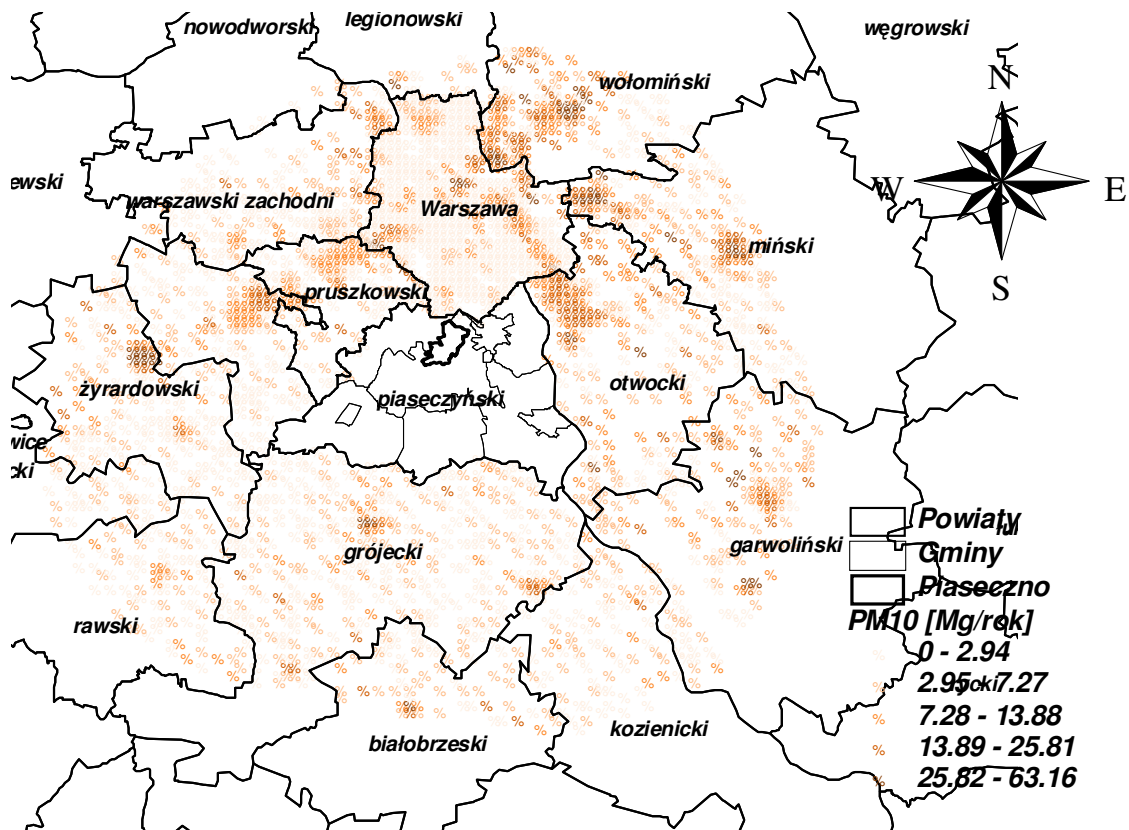 legionowski
nowodworski
węgrowski
wołomiński
N
ewski
W
E
warszawski zachodni
Warszawa
miński
S
pruszkowski
żyrardowski
piaseczyński
otwocki
wice
cki
Powiaty
garwoliński
Gminy
grójecki
Piaseczno
PM10 [Mg/rok]
rawski
0 - 2.94
2.95 - 7.27
7.28 - 13.88
kozienicki
białobrzeski
13.89 - 25.81
25.82 - 63.16